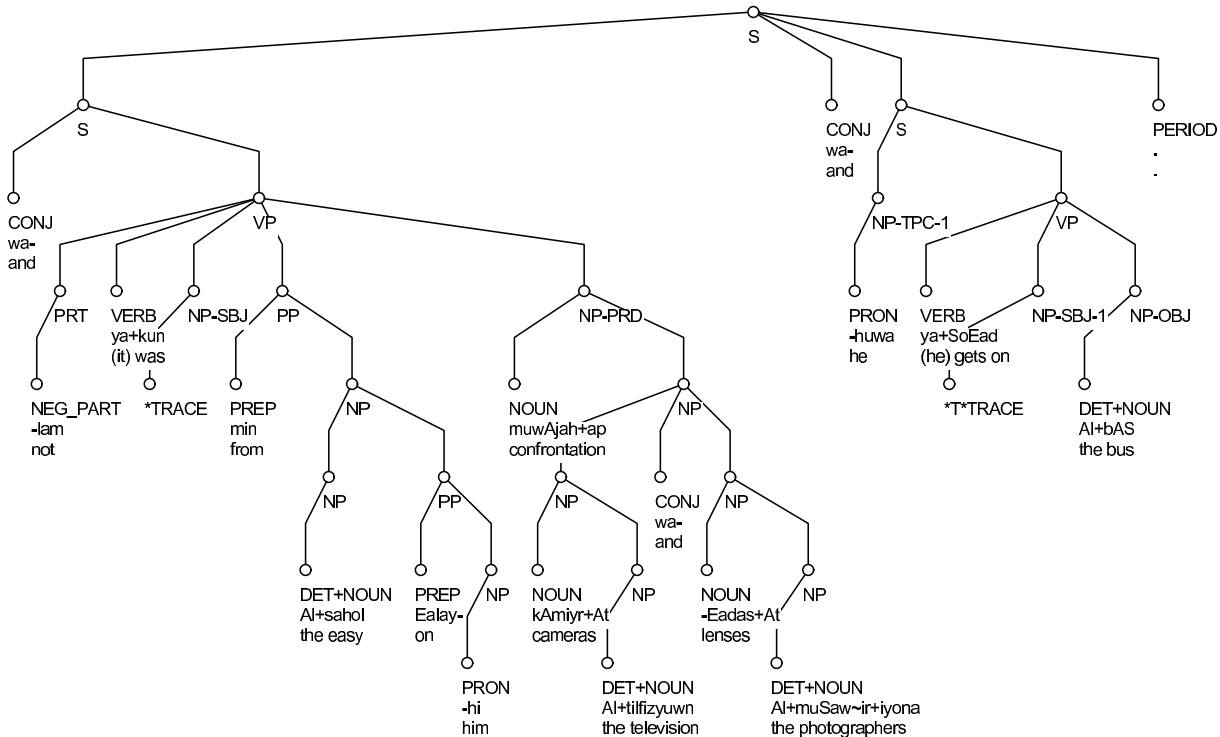 S
S
CONJ
wa-
and
S
PERIOD
.
.
CONJ
wa-
and
VP
NP-TPC-1
VP
PRT
VERB
ya+kun
(it) was
NP-SBJ
PP
NP-PRD
PRON
-huwa
he
VERB
ya+SoEad
(he) gets on
NP-SBJ-1
NP-OBJ
NEG_PART
-lam
not
*TRACE
PREP
min
from
NP
NOUN
muwAjah+ap
confrontation
NP
*T*TRACE
DET+NOUN
Al+bAS
the bus
NP
PP
NP
CONJ
wa-
and
NP
DET+NOUN
Al+sahol
the easy
PREP
Ealay-
on
NP
NOUN
kAmiyr+At
cameras
NP
NOUN
-Eadas+At
lenses
NP
PRON
-hi
him
DET+NOUN
Al+tilfizyuwn
the television
DET+NOUN
Al+muSaw~ir+iyona
the photographers